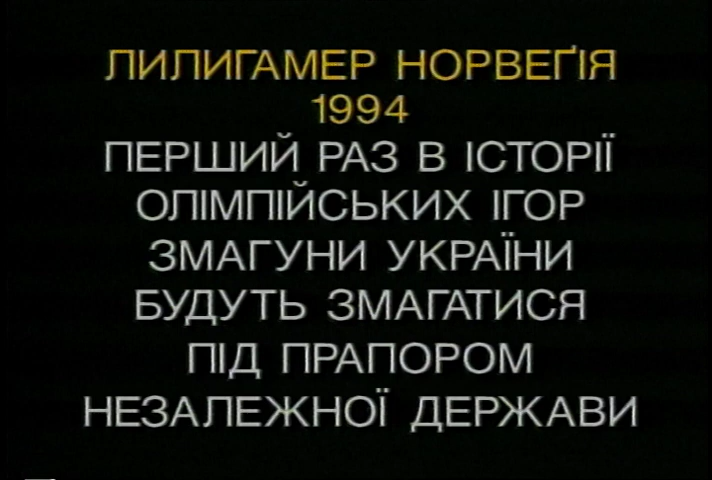 ЛИЛИГАМЕР НОРВЕҐІЯ
1994
ПЕРШИЙ РАЗ В ІСТОРІЇ
ОЛІМПІЙСЬКИХ ІГОР
ЗМАГУНИ УКРАЇНИ
БУДУТЬ ЗМАГАТИСЯ
ПІД ПРАПОРОМ
НЕЗАЛЕЖНОЇ ДЕРЖАВИ